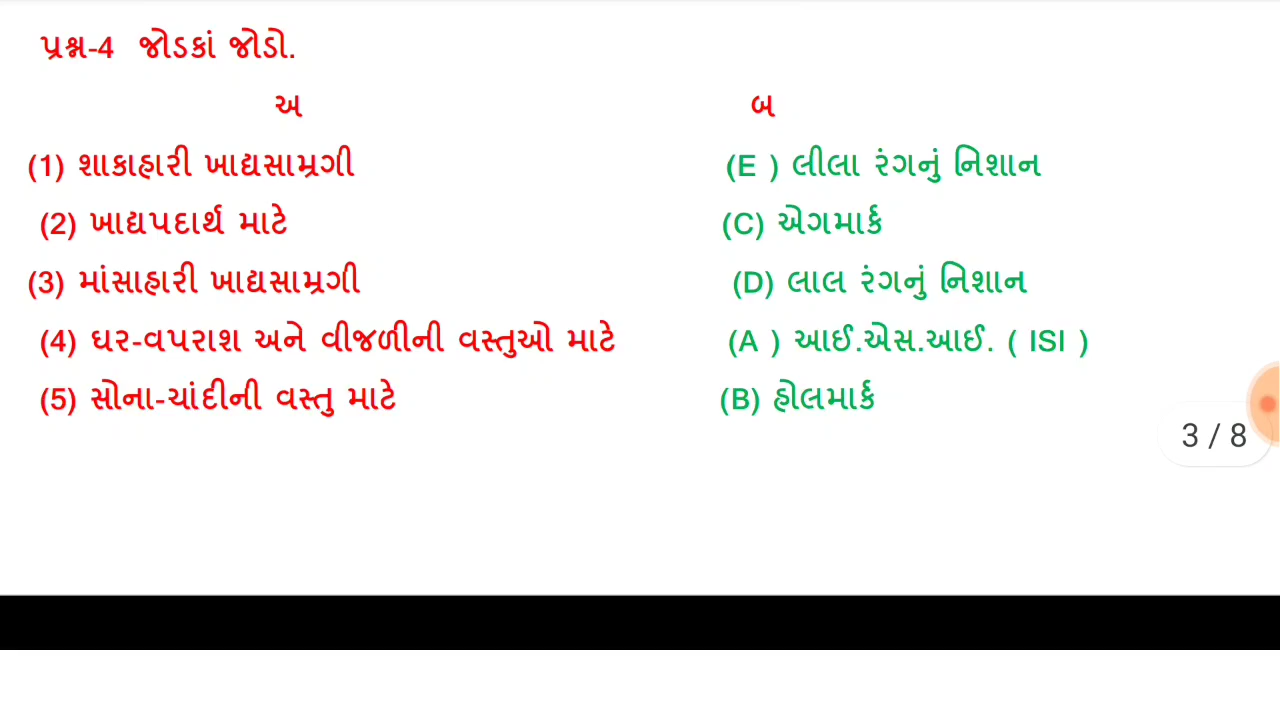 પ્રશ્ન-4 જોડકાં જોડો.
અ બ
(1) શાકાહારી ખાદ્યસામ્રગી (E ) લીલા રંગનું નિશાન
(2) ખાદ્યપદાર્થ માટે (C) એગમાર્ક
(3) માંસાહારી ખાદ્યસામ્રગી (D) લાલ રંગનું નિશાન
(4) ઘર-વપરાશ અને વીજળીની વસ્તુઓ માટે (A ) આઈ.એસ.આઈ. ( ISI )
(5) સોના-ચાંદીની વસ્તુ માટે (B) હોલમાર્ક
3 / 8